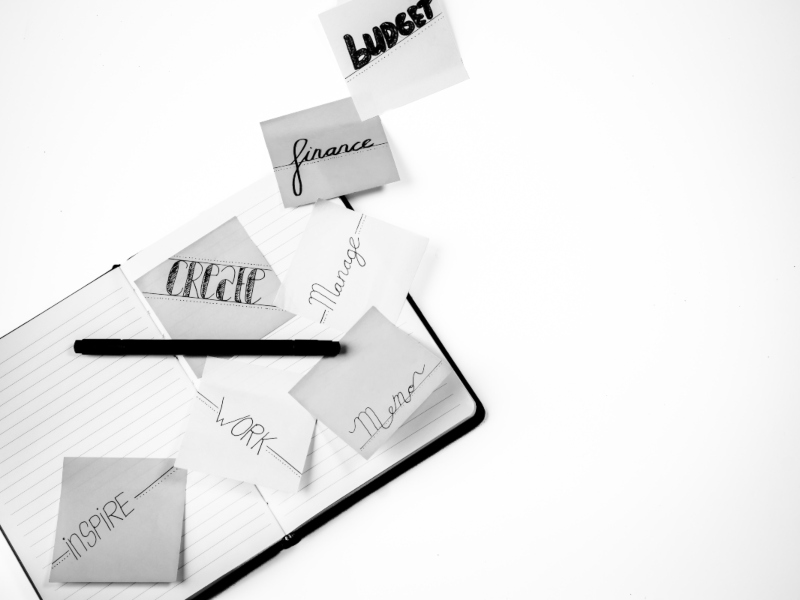 BUDGET
finance
Manage
CReate
Memo
WORK
iNSPiRE